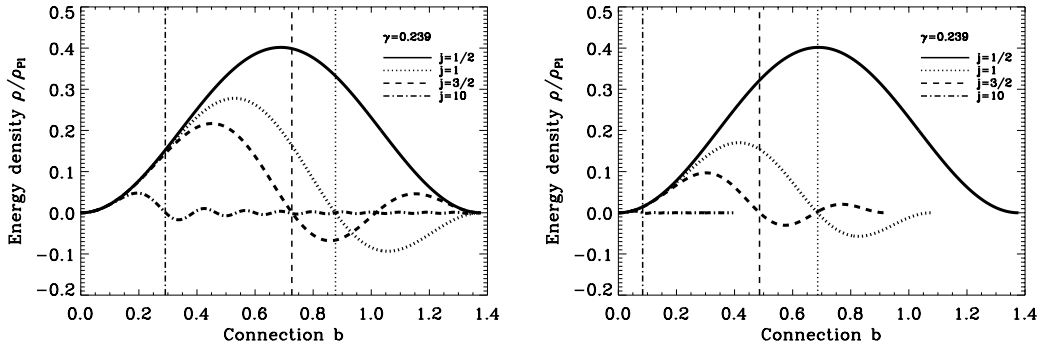 Energy density ρ/ρPl
0.5
0.4
0.3
0.2
0.1
0.0
−0.1
−0.2
γ=0.239
j=1/2
j=1
j=3/2
j=10
0.0 0.2 0.4 0.6 0.8 1.0 1.2 1.4
Connection b
Energy density ρ/ρPl
0.5
0.4
0.3
0.2
0.1
0.0
−0.1
−0.2
γ=0.239
j=1/2
j=1
j=3/2
j=10
0.0 0.2 0.4 0.6 0.8 1.0 1.2 1.4
Connection b